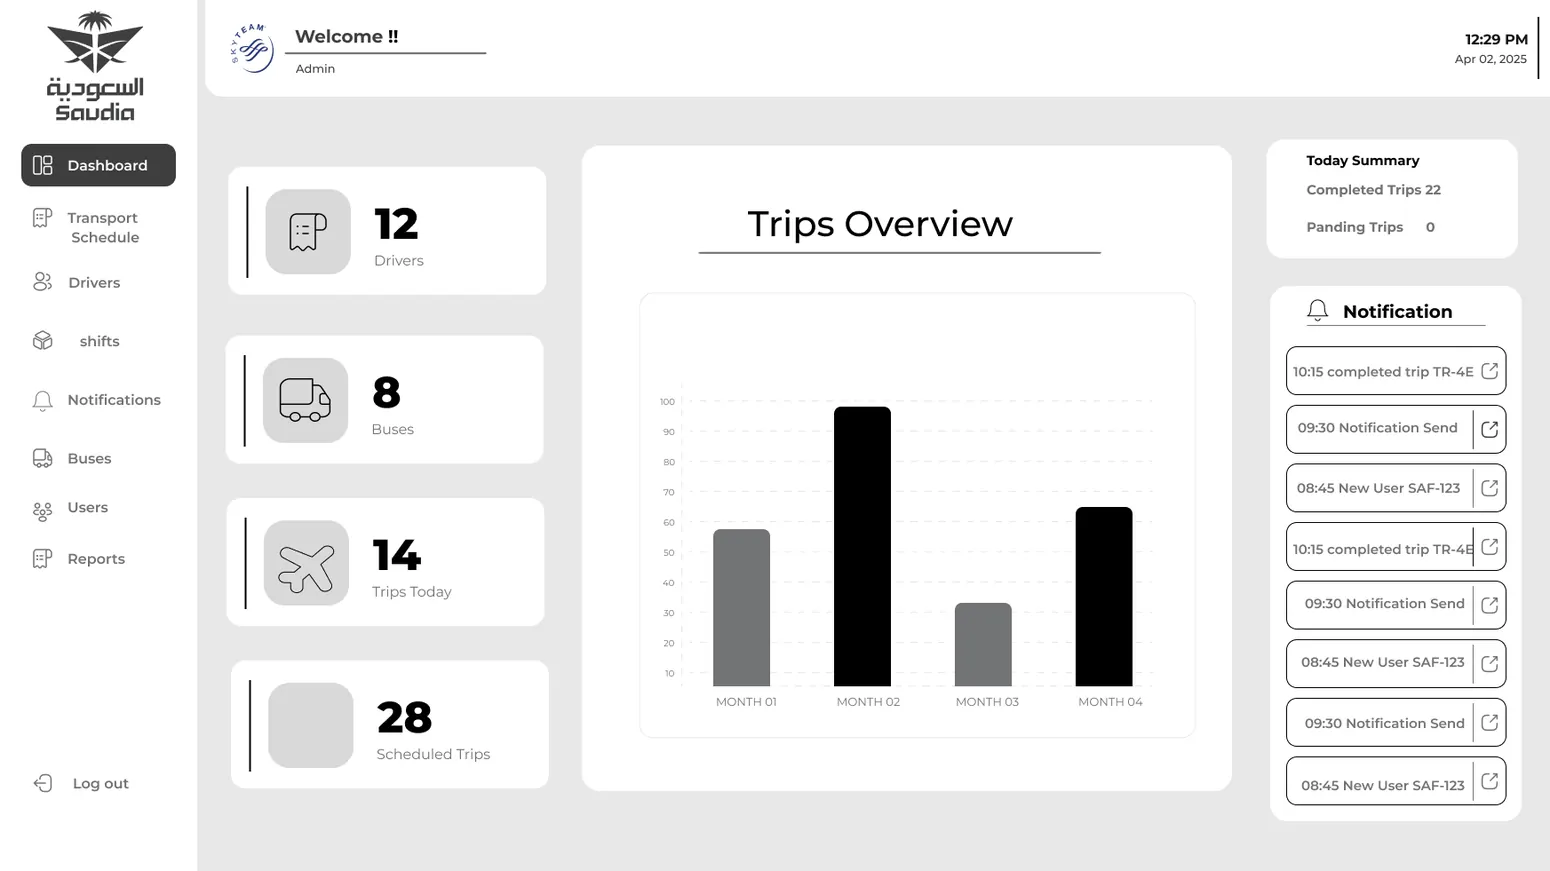 السعودية
Saudia
Dashboard
Transport
Schedule
Drivers
shifts
Notifications
Buses
Users
Reports
Log out
SKYTEAM
Welcome !!
Admin
12:29 PM
Apr 02, 2025
12
Drivers
8
Buses
14
Trips Today
28
Scheduled Trips
Trips Overview
100
90
80
70
60
50
40
30
20
10
MONTH 01
MONTH 02
MONTH 03
MONTH 04
Today Summary
Completed Trips 22
Panding Trips 0
Notification
10:15 completed trip TR-4E
09:30 Notification Send
08:45 New User SAF-123
10:15 completed trip TR-4E
09:30 Notification Send
08:45 New User SAF-123
09:30 Notification Send
08:45 New User SAF-123